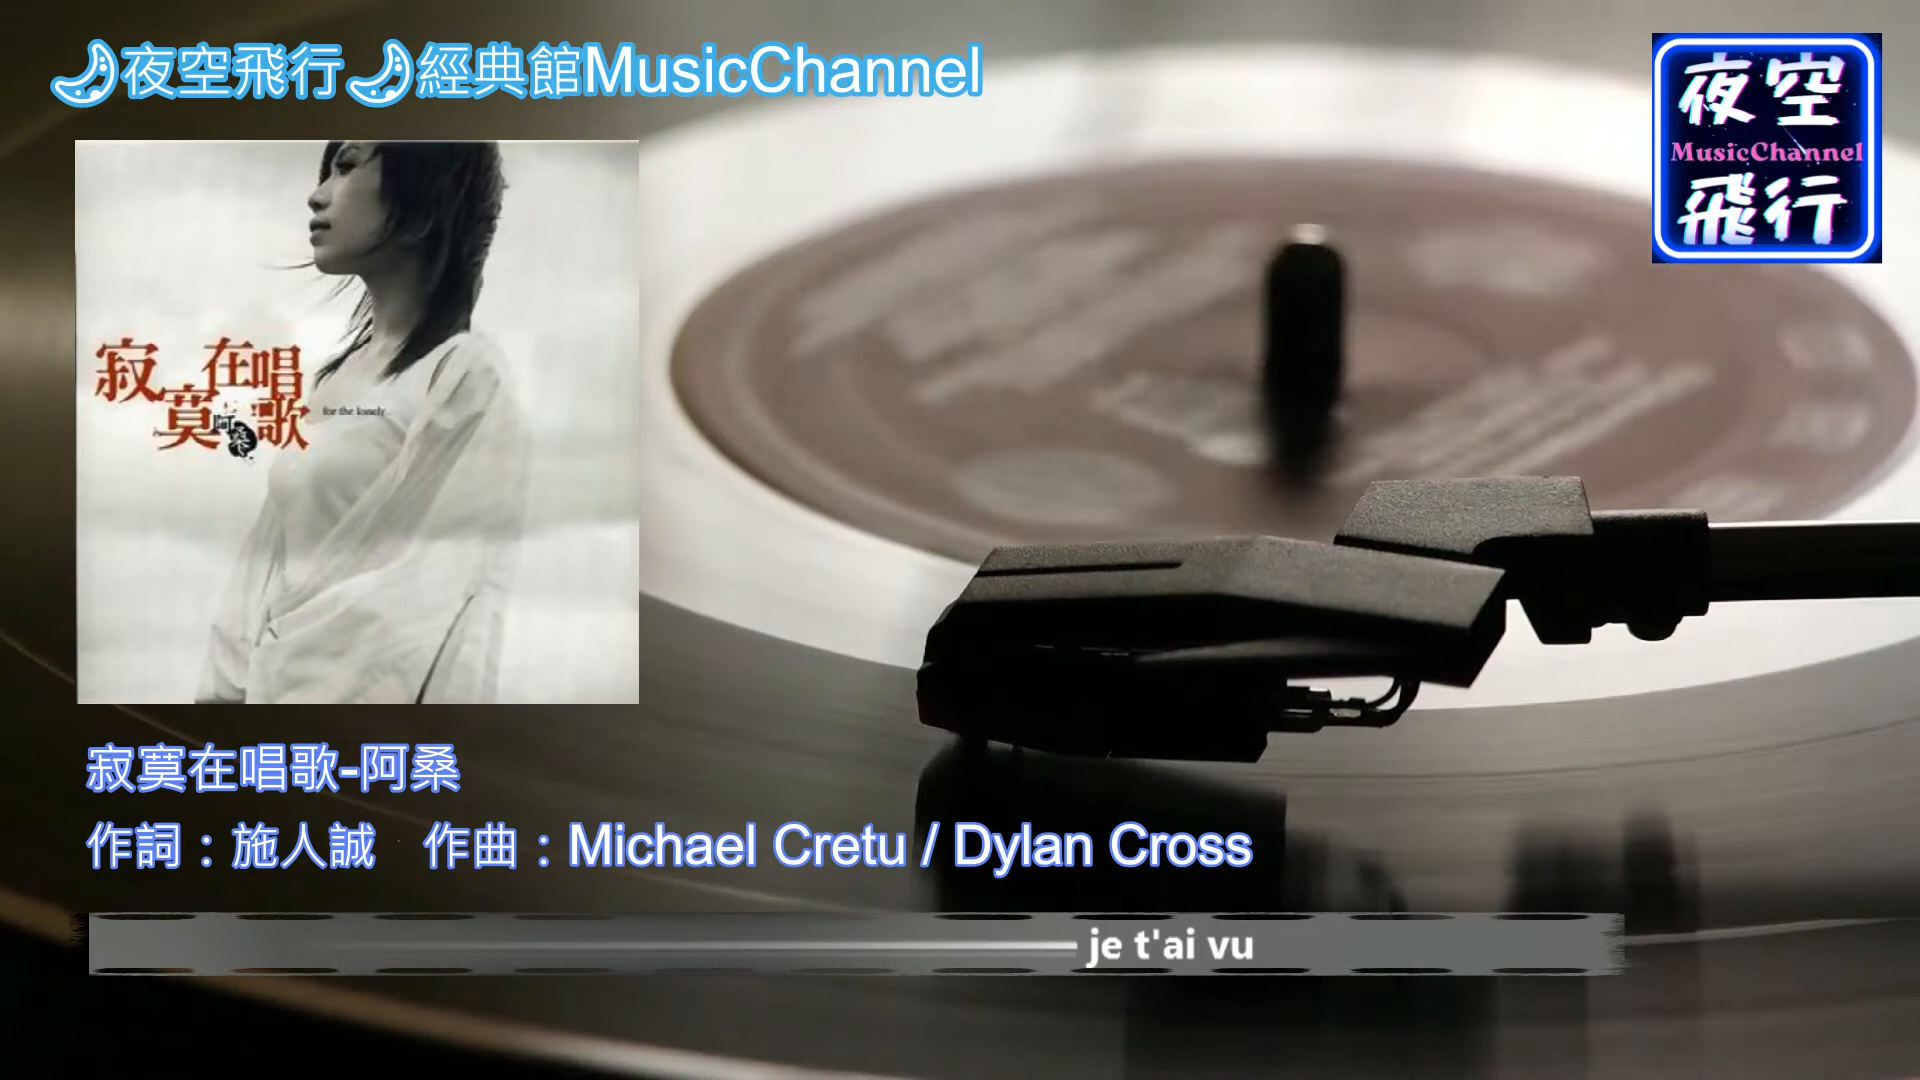 🌙夜空飛行🌙經典館MusicChannel
夜空
MusicChannel
飛行
寂寞在唱歌
阿桑
for the lonely...
寂寞在唱歌-阿桑
作詞：施人誠 作曲：Michael Cretu / Dylan Cross
je t'ai vu